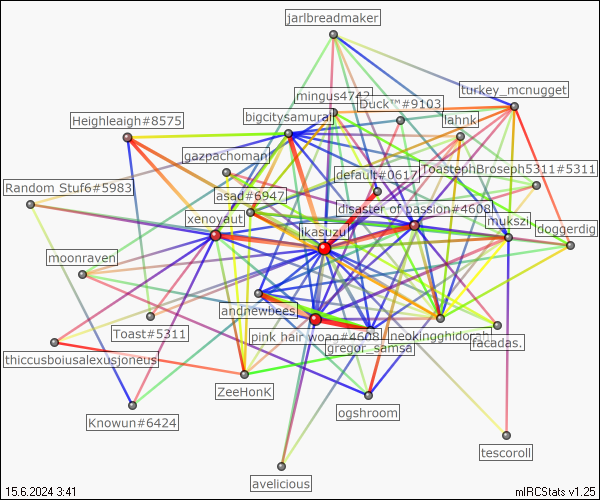 jarlbreadmaker
turkey_mcnugget
mingus4742
Duck™#9103
bigcitysamurai
lahnk
Heighleaigh#8575
gazpachoman
ToastephBroseph5311#5311
default#0617
Random Stuf6#5983
asad#6947
disaster of passion#4608
xenoyaut
mukszi
ikasuzu
doggerdig
moonraven
andnewbees
Toast#5311
pink hair woag#4608
neokingghidorah
facadas.
gregor_samsa
thiccusboiusalexusjoneus
ZeeHonk
ogshroom
Knowun#6424
tescoroll
avelicious
15.6.2024 3:41
mIRCStats v1.25